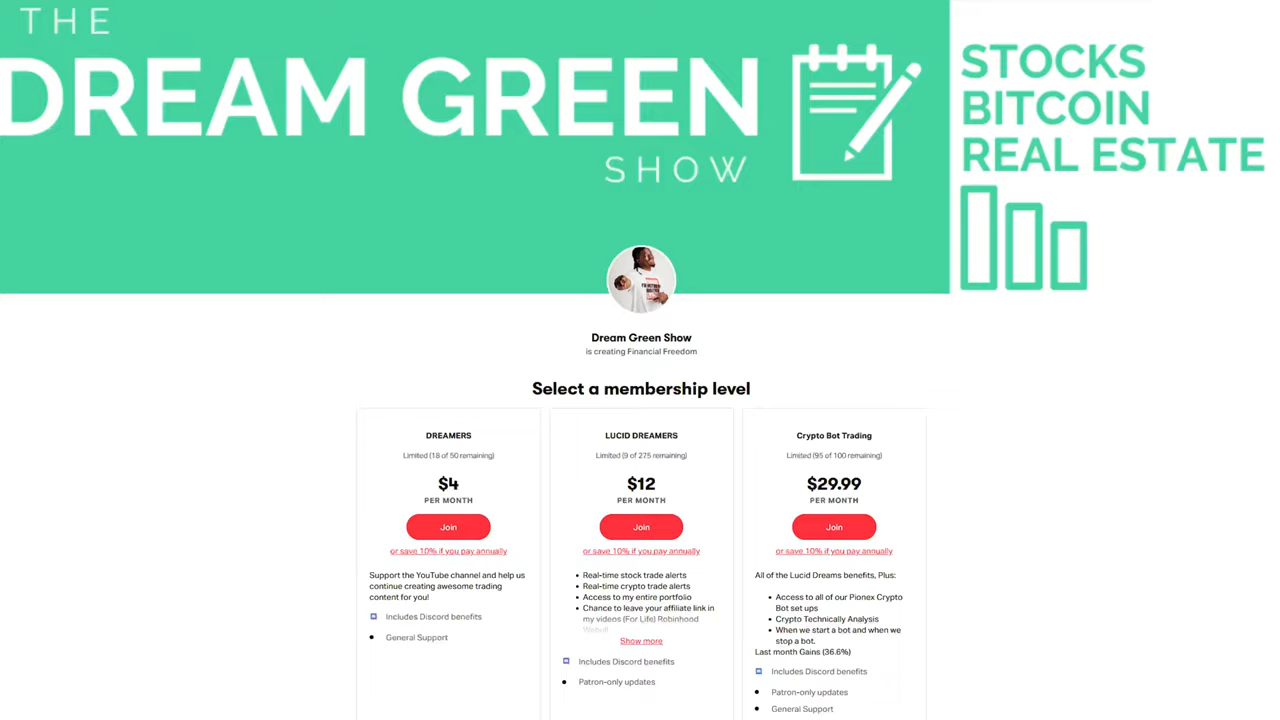 THE
DREAM GREEN
SHOW
STOCKS
BITCOIN
REAL ESTATE
Dream Green Show
is creating Financial Freedom
Select a membership level
DREAMERS
Limited (18 of 50 remaining)
$4
PER MONTH
Join
or save 10% if you pay annually
Support the YouTube channel and help us
continue creating awesome trading
content for you!
Includes Discord benefits
General Support
LUCID DREAMERS
Limited (9 of 275 remaining)
$12
PER MONTH
Join
or save 10% if you pay annually
Real-time stock trade alerts
Real-time crypto trade alerts
Access to my entire portfolio
Chance to leave your affiliate link in
my videos (For Life) Robinhood
Webull
Show more
Includes Discord benefits
Patron-only updates
Crypto Bot Trading
Limited (95 of 100 remaining)
$29.99
PER MONTH
Join
or save 10% if you pay annually
All of the Lucid Dreams benefits, Plus:
Access to all of our Pionex Crypto
Bot set ups
Crypto Technically Analysis
When we start a bot and when we
stop a bot.
Last month Gains (36.6%)
Includes Discord benefits
Patron-only updates
General Support